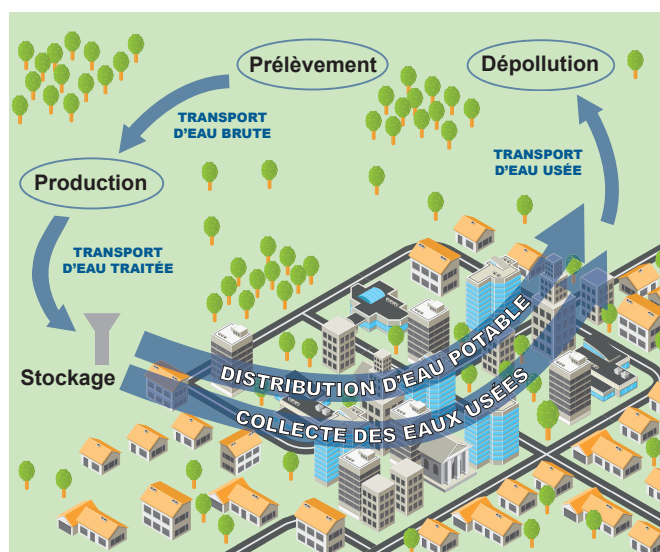 Prélèvement
Dépollution
TRANSPORT
D'EAU BRUTE
TRANSPORT
D'EAU USÉE
Production
TRANSPORT
D'EAU TRAITÉE
Stockage
DISTRIBUTION D'EAU POTABLE
COLLECTE DES EAUX USÉES